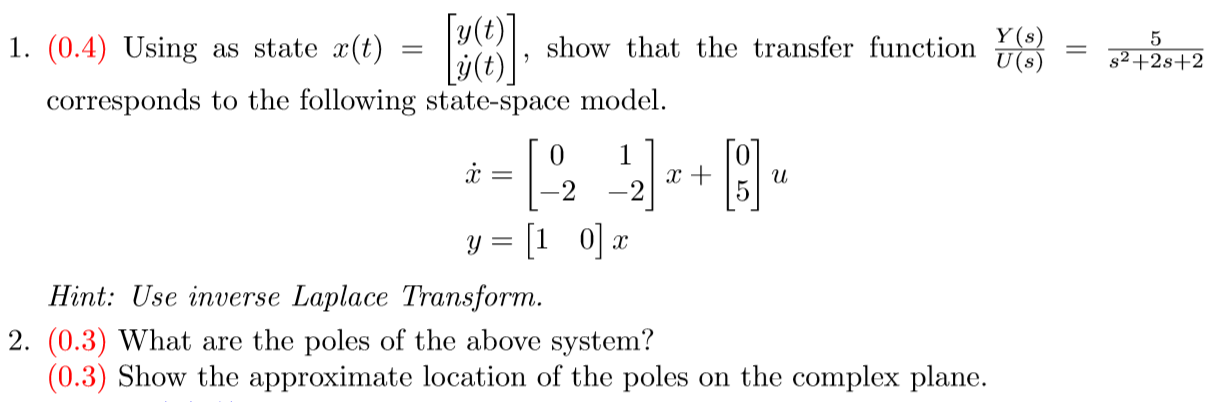 1. (0.4) Using as state x(t) = [y(t) ẏ(t)], show that the transfer function Y(s)/U(s) = 5/(s²+2s+2)
corresponds to the following state-space model.
ẋ = [0 1 −2 −2] x + [0 5] u
y = [1 0] x
Hint: Use inverse Laplace Transform.
2. (0.3) What are the poles of the above system?
(0.3) Show the approximate location of the poles on the complex plane.